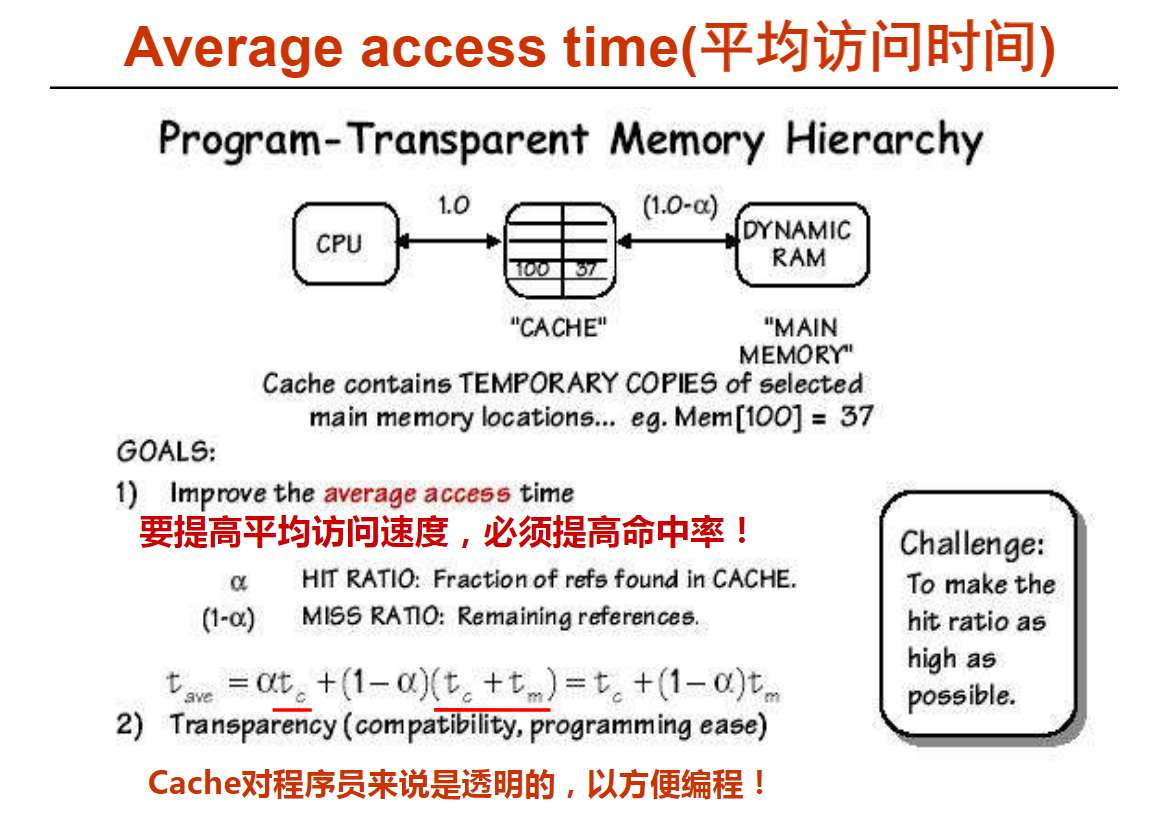 Average access time(平均访问时间)
Program-Transparent Memory Hierarchy
1.0
(1.0-α)
CPU
100 37
DYNAMIC
RAM
"CACHE"
"MAIN
MEMORY"
Cache contains TEMPORARY COPIES of selected
main memory locations... eg. Mem[100] = 37
GOALS:
1) Improve the average access time
要提高平均访问速度，必须提高命中率！
α HIT RATIO: Fraction of refs found in CACHE.
(1-α) MISS RATIO: Remaining references.
t_ave = αt_c + (1-α)(t_c + t_m) = t_c + (1-α)t_m
2) Transparency (compatibility, programming ease)
Cache对程序员来说是透明的，以方便编程！
Challenge:
To make the
hit ratio as
high as
possible.